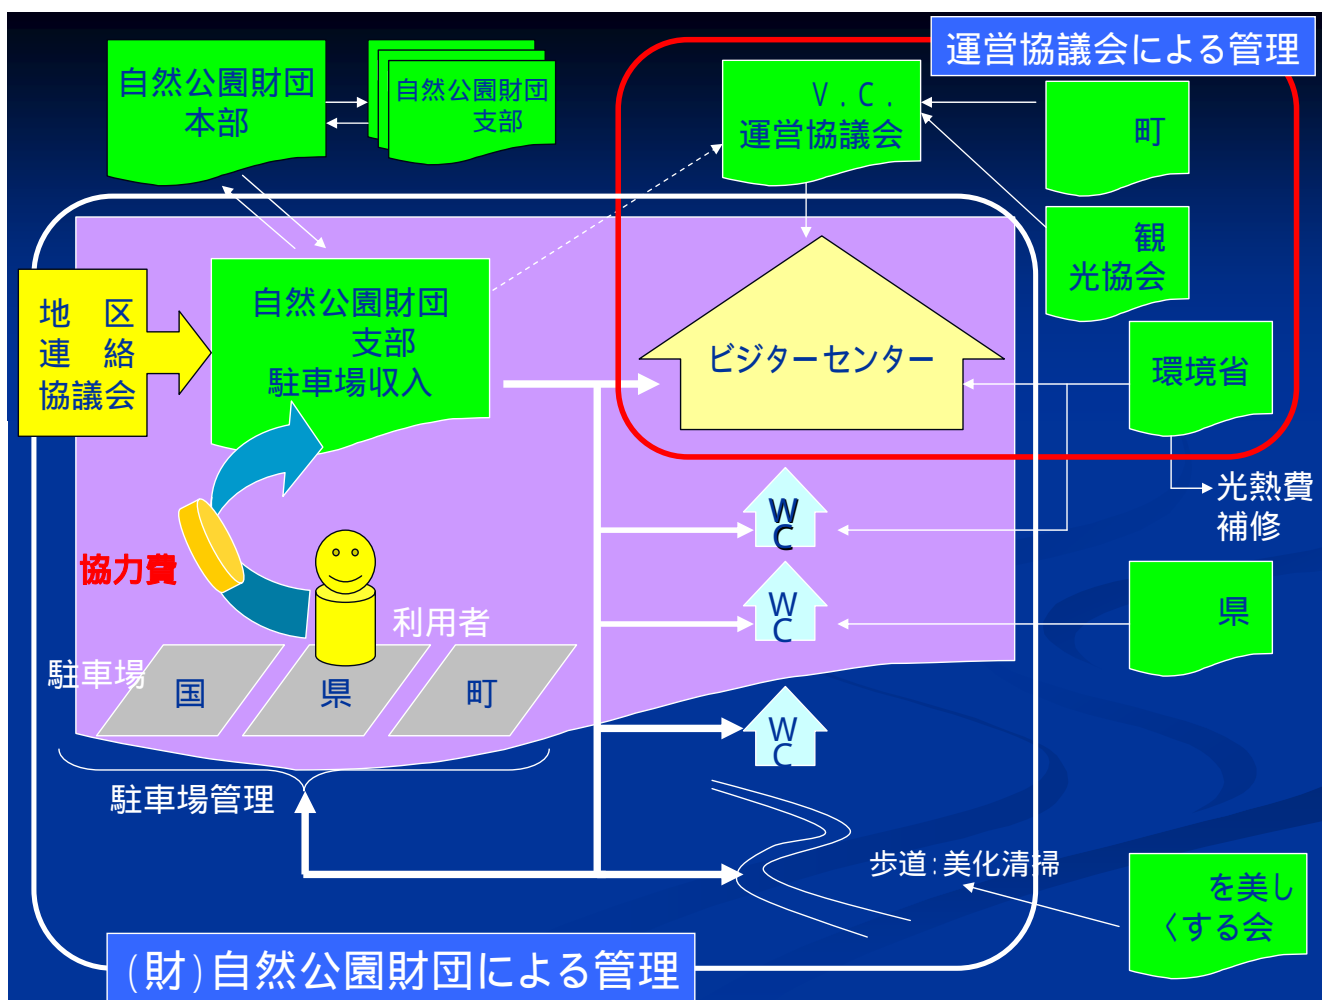 運営協議会による管理
自然公園財団
本部
自然公園財団
支部
V.C.
運営協議会
町
観
光協会
地　区
連　絡
協議会
自然公園財団
支部
駐車場収入
ビジターセンター
環境省
光熱費
補修
W
C
協力費
W
C
県
利用者
駐車場
国
県
町
W
C
駐車場管理
歩道:美化清掃
を美し
くする会
(財)自然公園財団による管理